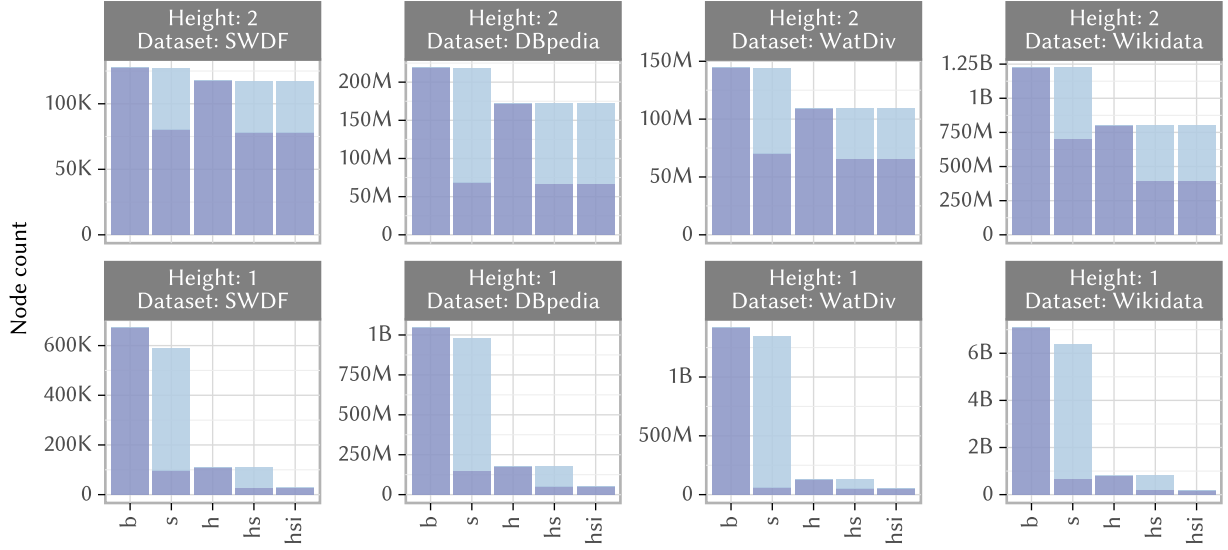 Node count
Height: 2
Dataset: SWDF
100K
50K
0
Height: 2
Dataset: DBpedia
200M
150M
100M
50M
0
Height: 2
Dataset: WatDiv
150M
100M
50M
0
Height: 2
Dataset: Wikidata
1.25B
1B
750M
500M
250M
0
Height: 1
Dataset: SWDF
600K
400K
200K
0
b
s
h
hs
hsi
Height: 1
Dataset: DBpedia
1B
750M
500M
250M
0
b
s
h
hs
hsi
Height: 1
Dataset: WatDiv
1B
500M
0
b
s
h
hs
hsi
Height: 1
Dataset: Wikidata
6B
4B
2B
0
b
s
h
hs
hsi